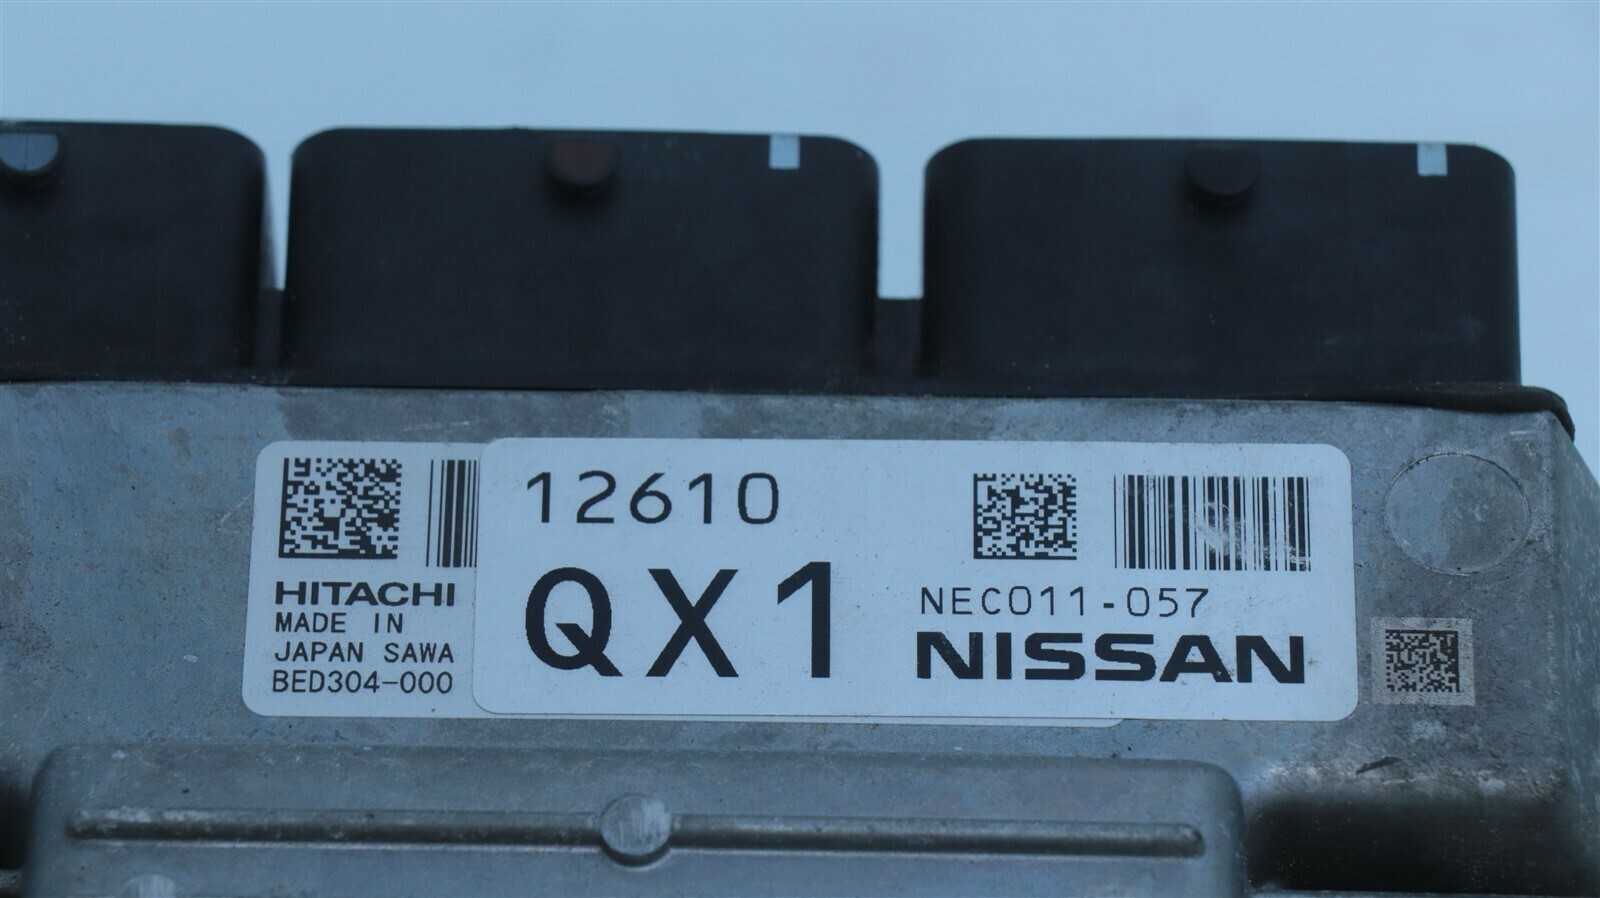 12610
QX1
NEC011-057
NISSAN
HITACHI
MADE IN
JAPAN SAWA
BED304-000